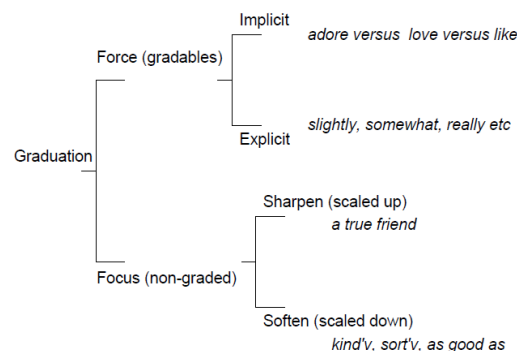 Implicit
adore versus love versus like
Force (gradables)
slightly, somewhat, really etc
Explicit
Graduation
Sharpen (scaled up)
a true friend
Focus (non-graded)
Soften (scaled down)
kind'v, sort'v, as good as